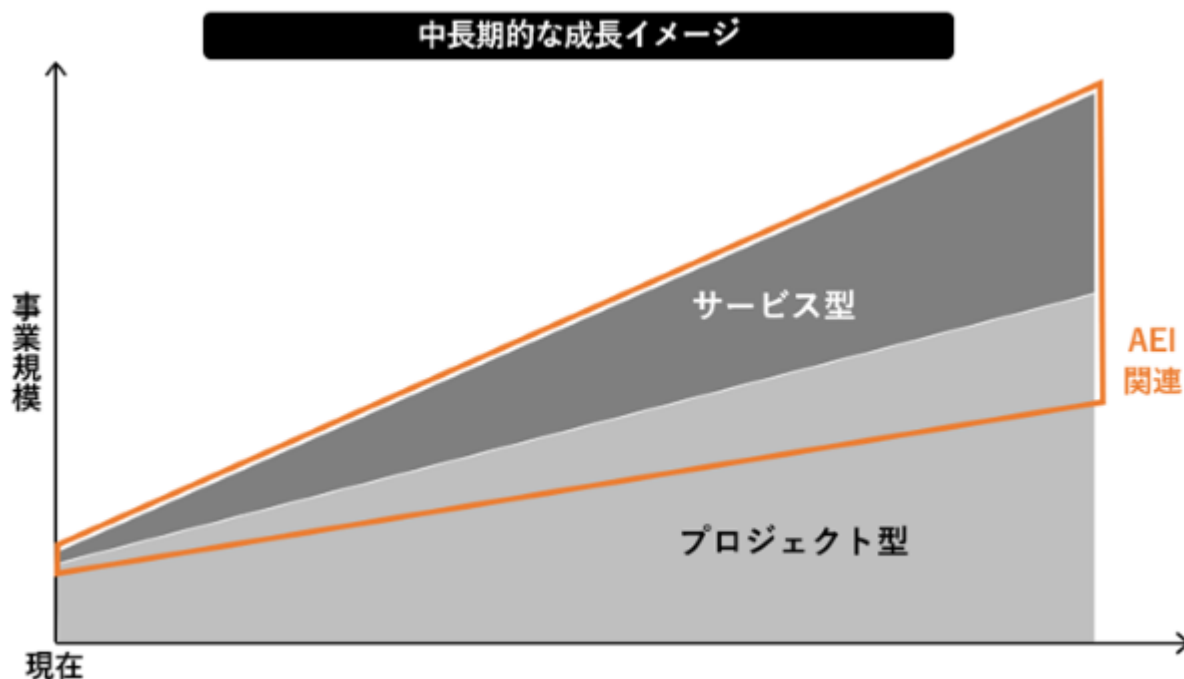 中長期的な成長イメージ
事業規模
サービス型
AEI
関連
プロジェクト型
現在